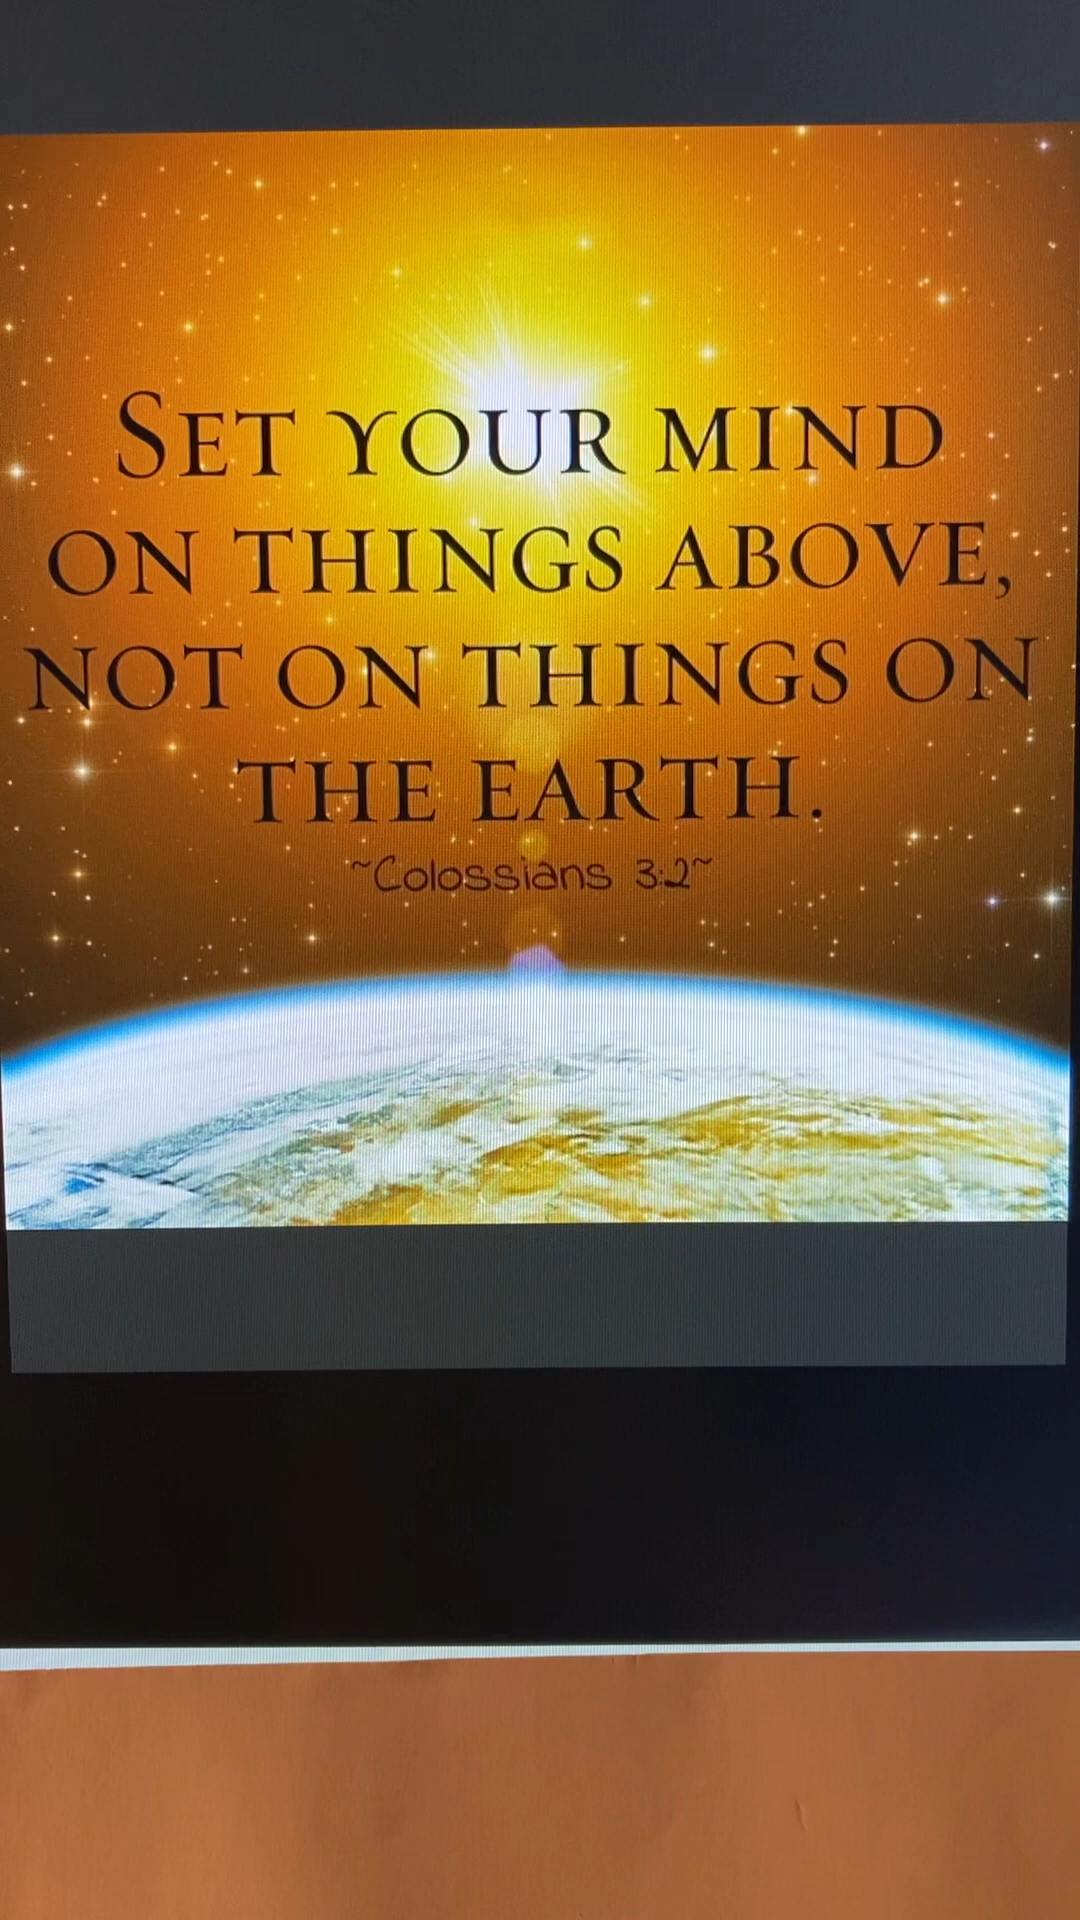 SET YOUR MIND
ON THINGS ABOVE,
NOT ON THINGS ON
THE EARTH.
~Colossians 3:2~